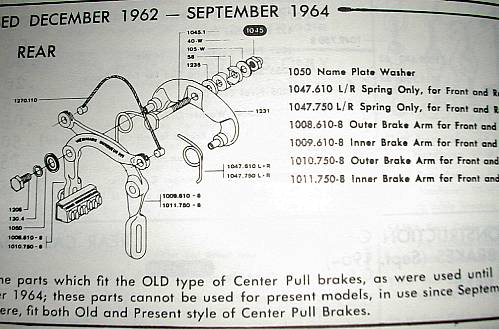 ED DECEMBER 1962 — SEPTEMBER 1964
REAR
1045.1
1045
40-W
105-W
58
1236
1270.110
1231
1050 Name Plate Washer
1047.610 L/R Spring Only, for Front and Re
1047.750 L/R Spring Only, for Front and R
1008.610-8 Outer Brake Arm for Front and
1009.610-8 Inner Brake Arm for Front and
1010.750-8 Outer Brake Arm for Front and
1011.750-8 Inner Brake Arm for Front and
1047.610 L-R
1047.750 L-R
1009.610-8
1011.750-8
1206
130.4
1050
1008.610-8
1010.750-8
he parts which fit the OLD type of Center Pull brakes, as were used until
r 1964; these parts cannot be used for present models, in use since Septem
ere, fit both Old and Present style of Center Pull Brakes.